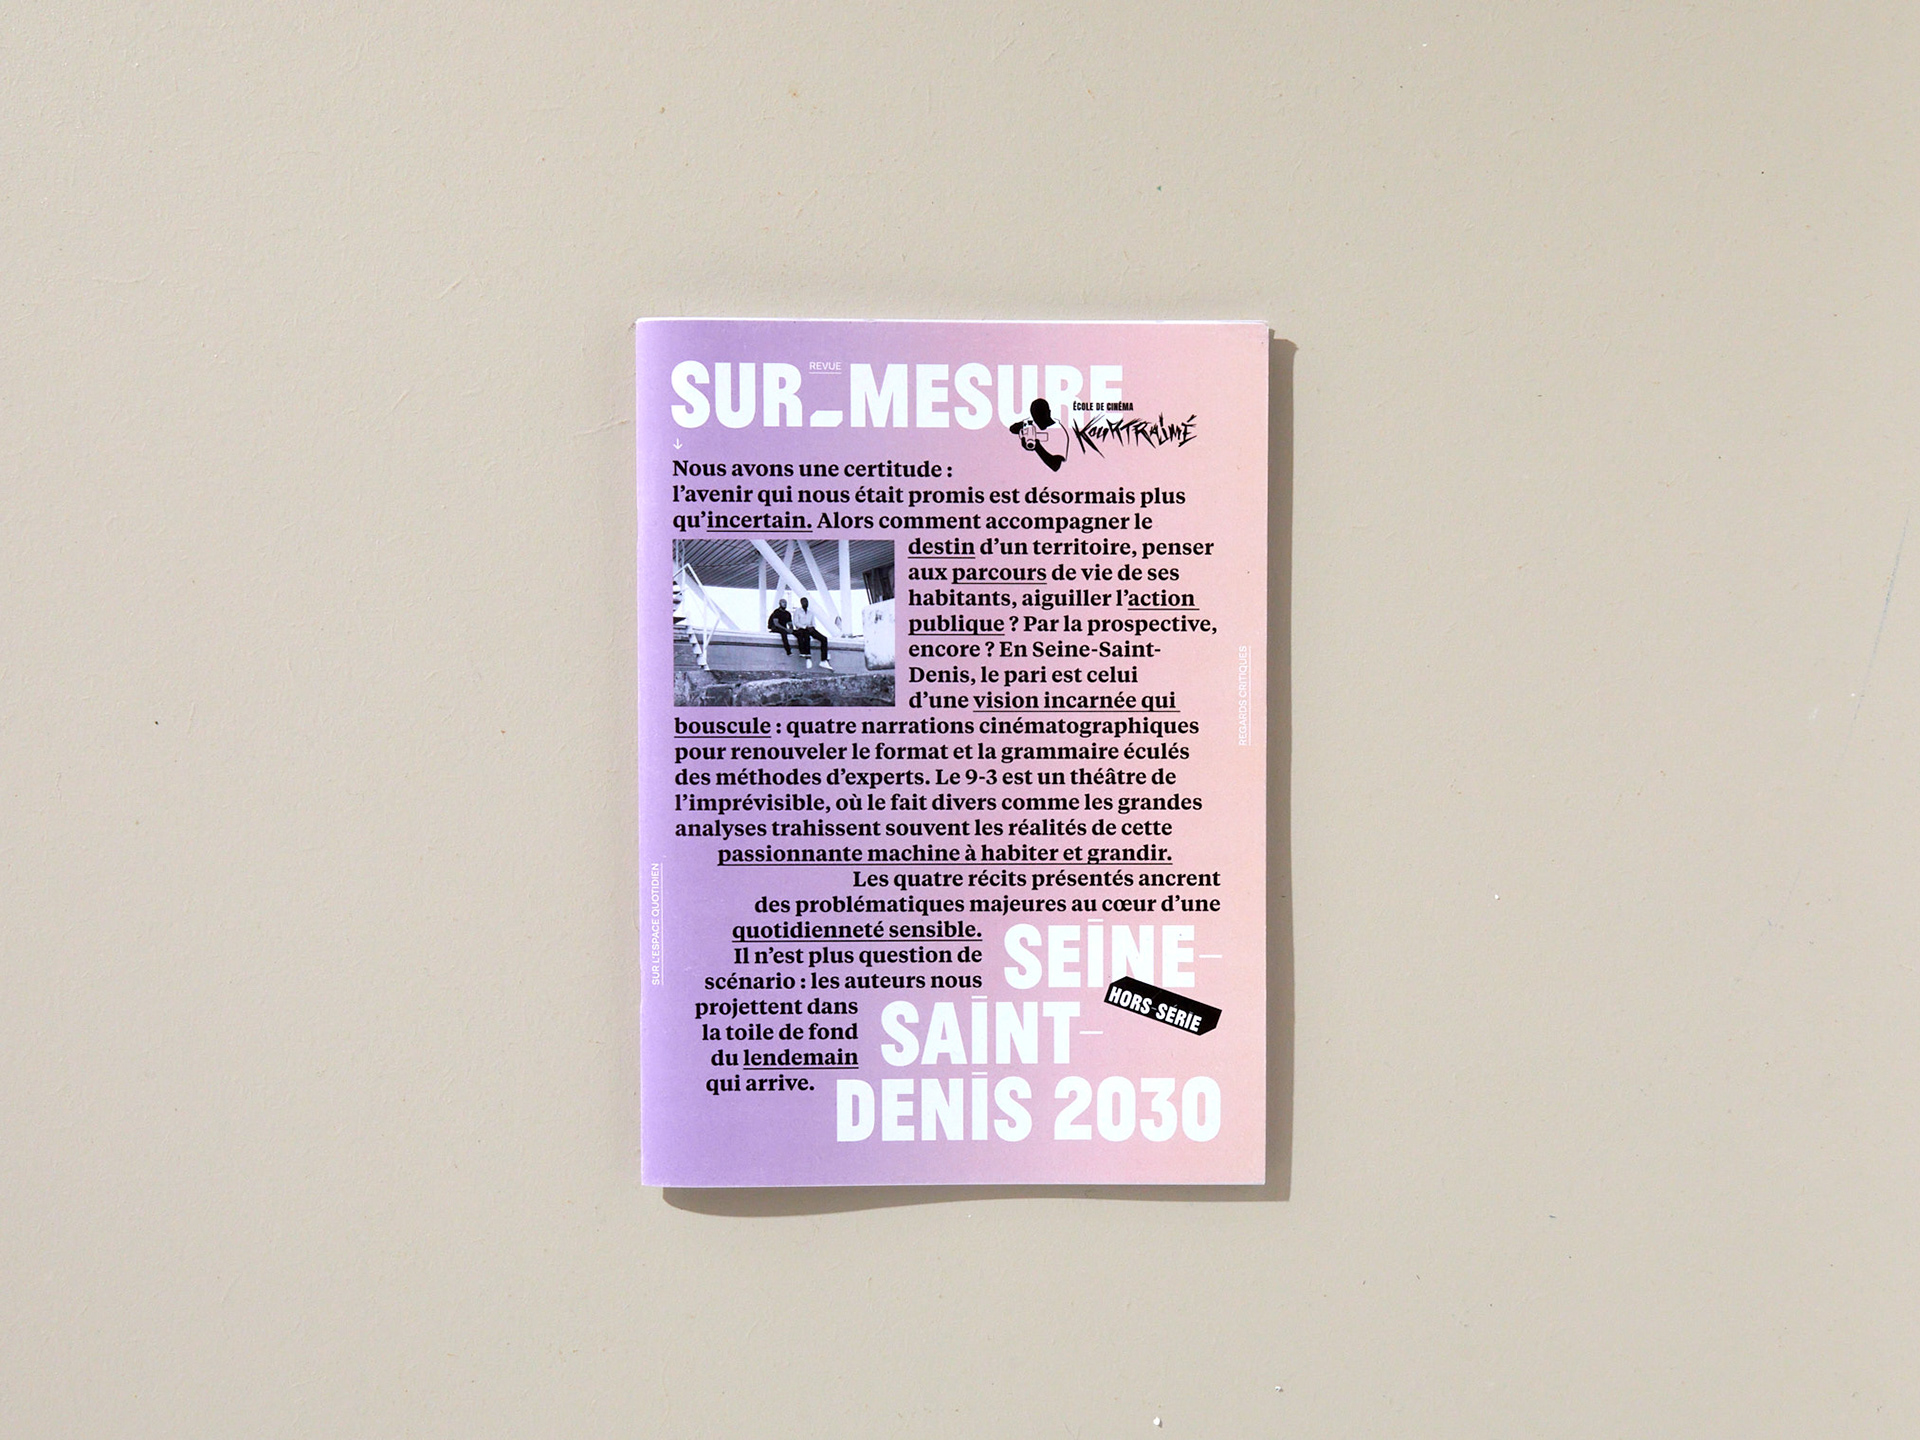 REVUE
SUR_MESURE
ÉCOLE DE CINÉMA
KOURTRAJMÉ
Nous avons une certitude :
l’avenir qui nous était promis est désormais plus
qu’incertain. Alors comment accompagner le
destin d’un territoire, penser
aux parcours de vie de ses
habitants, aiguiller l’action
publique ? Par la prospective,
encore ? En Seine-Saint-
Denis, le pari est celui
d’une vision incarnée qui
bouscule : quatre narrations cinématographiques
pour renouveler le format et la grammaire éculés
des méthodes d’experts. Le 9-3 est un théâtre de
l’imprévisible, où le fait divers comme les grandes
analyses trahissent souvent les réalités de cette
passionnante machine à habiter et grandir.
Les quatre récits présentés ancrent
des problématiques majeures au cœur d’une
quotidienneté sensible.
Il n’est plus question de
scénario : les auteurs nous
projettent dans
la toile de fond
du lendemain
qui arrive.
SEINE-
SAINT-
DENIS 2030
HORS-SÉRIE
SUR L’ESPACE QUOTIDIEN
REGARDS CRITIQUES